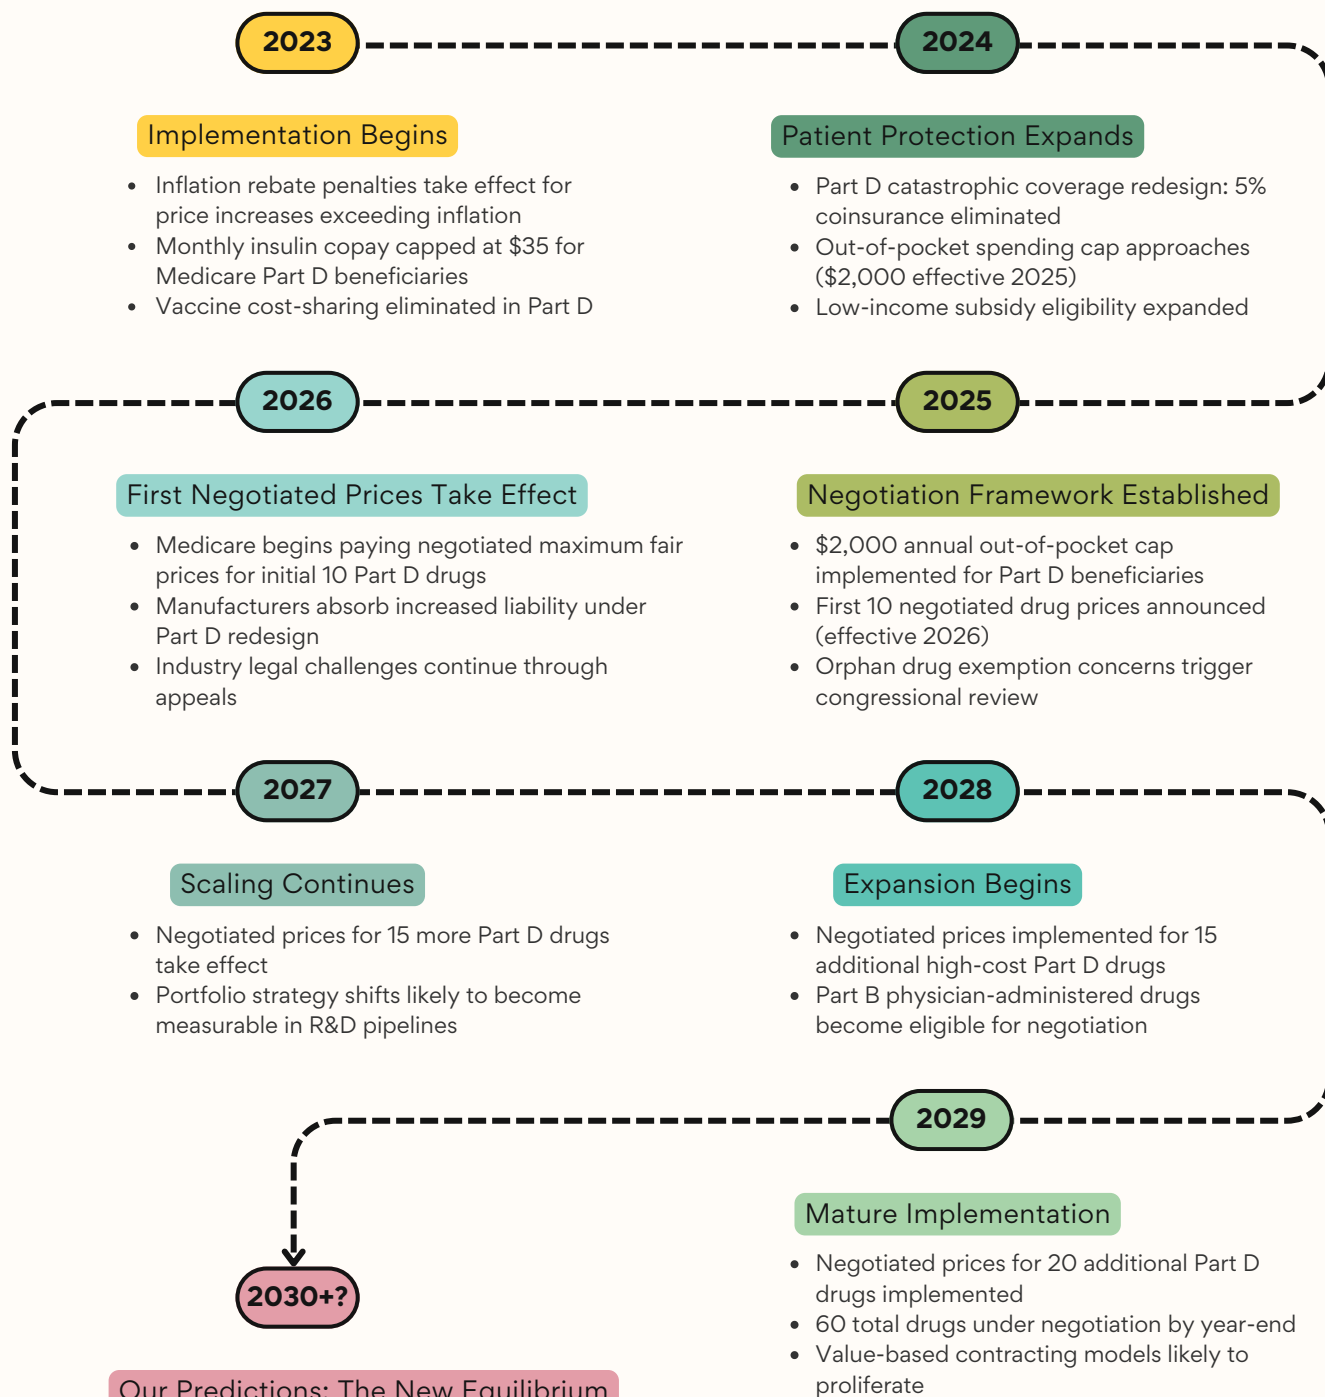 2023
Implementation Begins
• Inflation rebate penalties take effect for
price increases exceeding inflation
• Monthly insulin copay capped at $35 for
Medicare Part D beneficiaries
• Vaccine cost-sharing eliminated in Part D
2024
Patient Protection Expands
• Part D catastrophic coverage redesign: 5%
coinsurance eliminated
• Out-of-pocket spending cap approaches
($2,000 effective 2025)
• Low-income subsidy eligibility expanded
2025
Negotiation Framework Established
• $2,000 annual out-of-pocket cap
implemented for Part D beneficiaries
• First 10 negotiated drug prices announced
(effective 2026)
• Orphan drug exemption concerns trigger
congressional review
2026
First Negotiated Prices Take Effect
• Medicare begins paying negotiated maximum fair
prices for initial 10 Part D drugs
• Manufacturers absorb increased liability under
Part D redesign
• Industry legal challenges continue through
appeals
2027
Scaling Continues
• Negotiated prices for 15 more Part D drugs
take effect
• Portfolio strategy shifts likely to become
measurable in R&D pipelines
2028
Expansion Begins
• Negotiated prices implemented for 15
additional high-cost Part D drugs
• Part B physician-administered drugs
become eligible for negotiation
2029
Mature Implementation
• Negotiated prices for 20 additional Part D
drugs implemented
• 60 total drugs under negotiation by year-end
• Value-based contracting models likely to
proliferate
2030+?
Our Predictions: The New Equilibrium